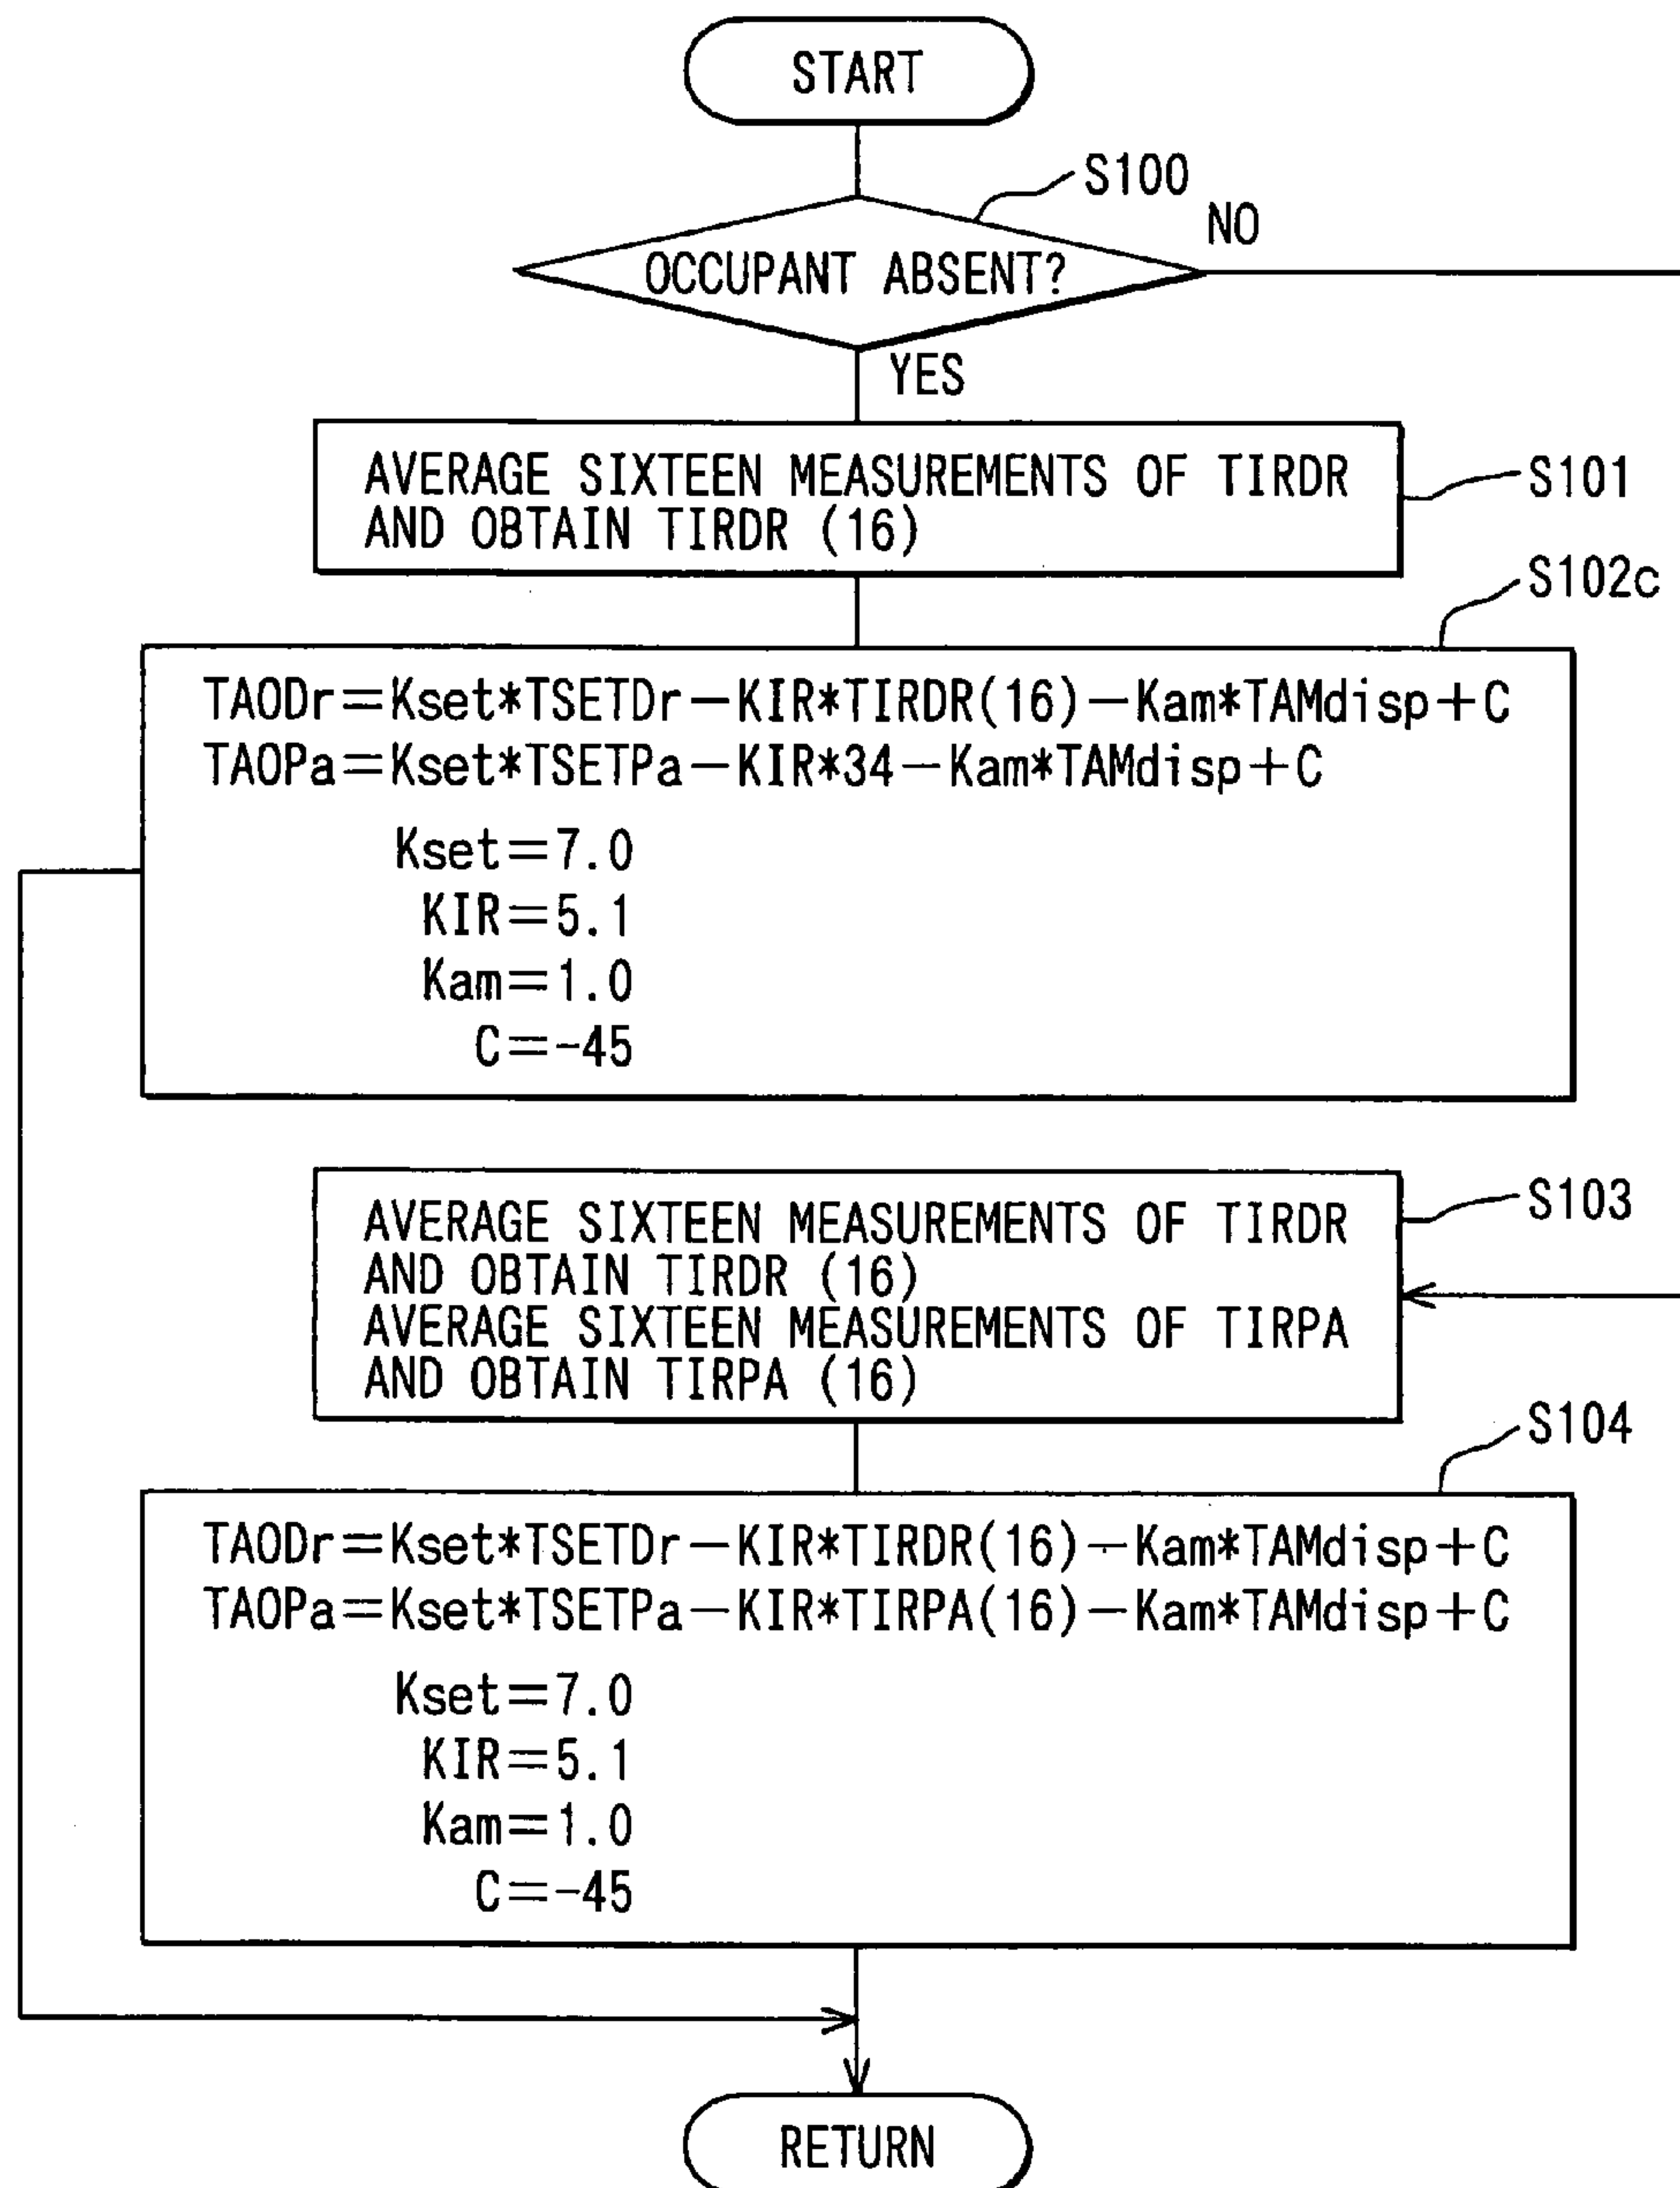 START
S100
NO
OCCUPANT ABSENT?
YES
AVERAGE SIXTEEN MEASUREMENTS OF TIRDR
AND OBTAIN TIRDR (16)
S101
S102c
TAODr=Kset*TSETDr-KIR*TIRDR(16)-Kam*TAMdisp+C
TAOPa=Kset*TSETPa-KIR*34-Kam*TAMdisp+C
Kset=7.0
KIR=5.1
Kam=1.0
C=-45
AVERAGE SIXTEEN MEASUREMENTS OF TIRDR
AND OBTAIN TIRDR (16)
AVERAGE SIXTEEN MEASUREMENTS OF TIRPA
AND OBTAIN TIRPA (16)
S103
S104
TAODr=Kset*TSETDr-KIR*TIRDR(16)-Kam*TAMdisp+C
TAOPa=Kset*TSETPa-KIR*TIRPA(16)-Kam*TAMdisp+C
Kset=7.0
KIR=5.1
Kam=1.0
C=-45
RETURN